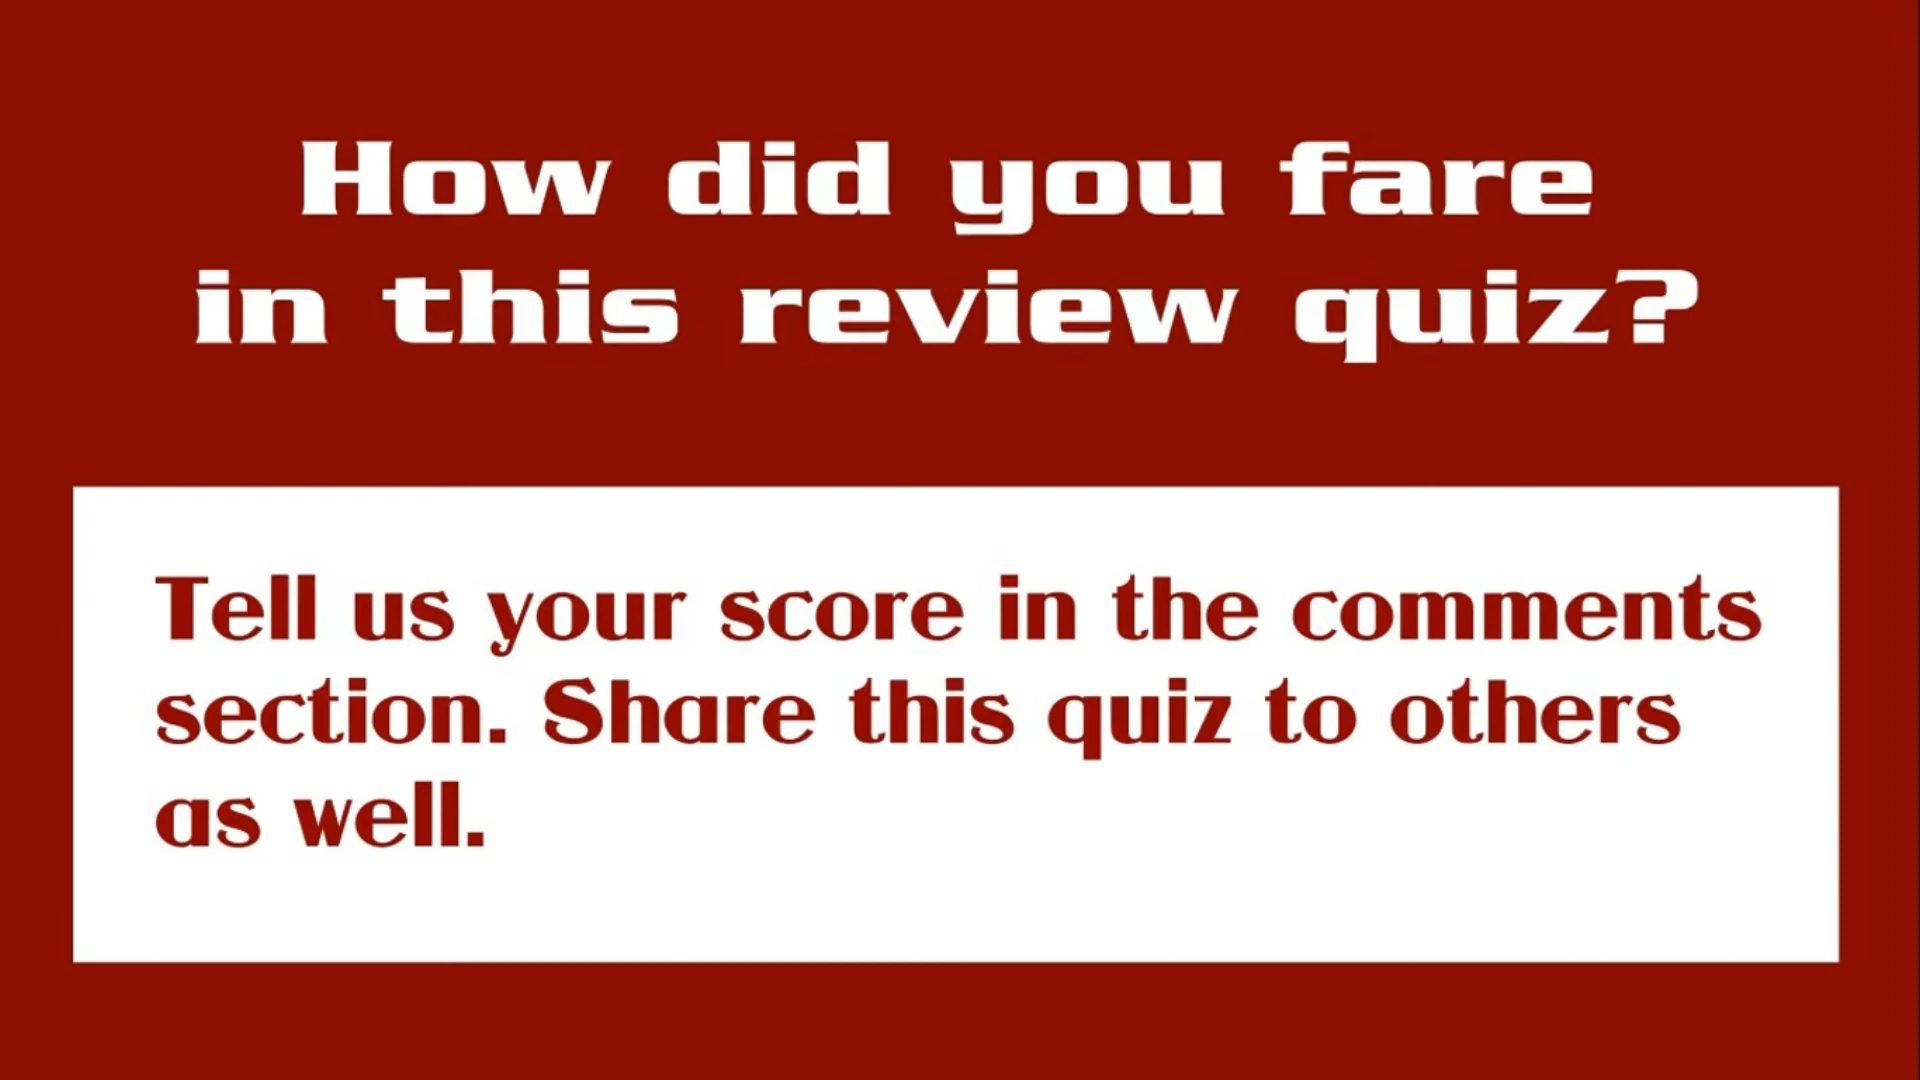 How did you fare
in this review quiz?
Tell us your score in the comments
section. Share this quiz to others
as well.